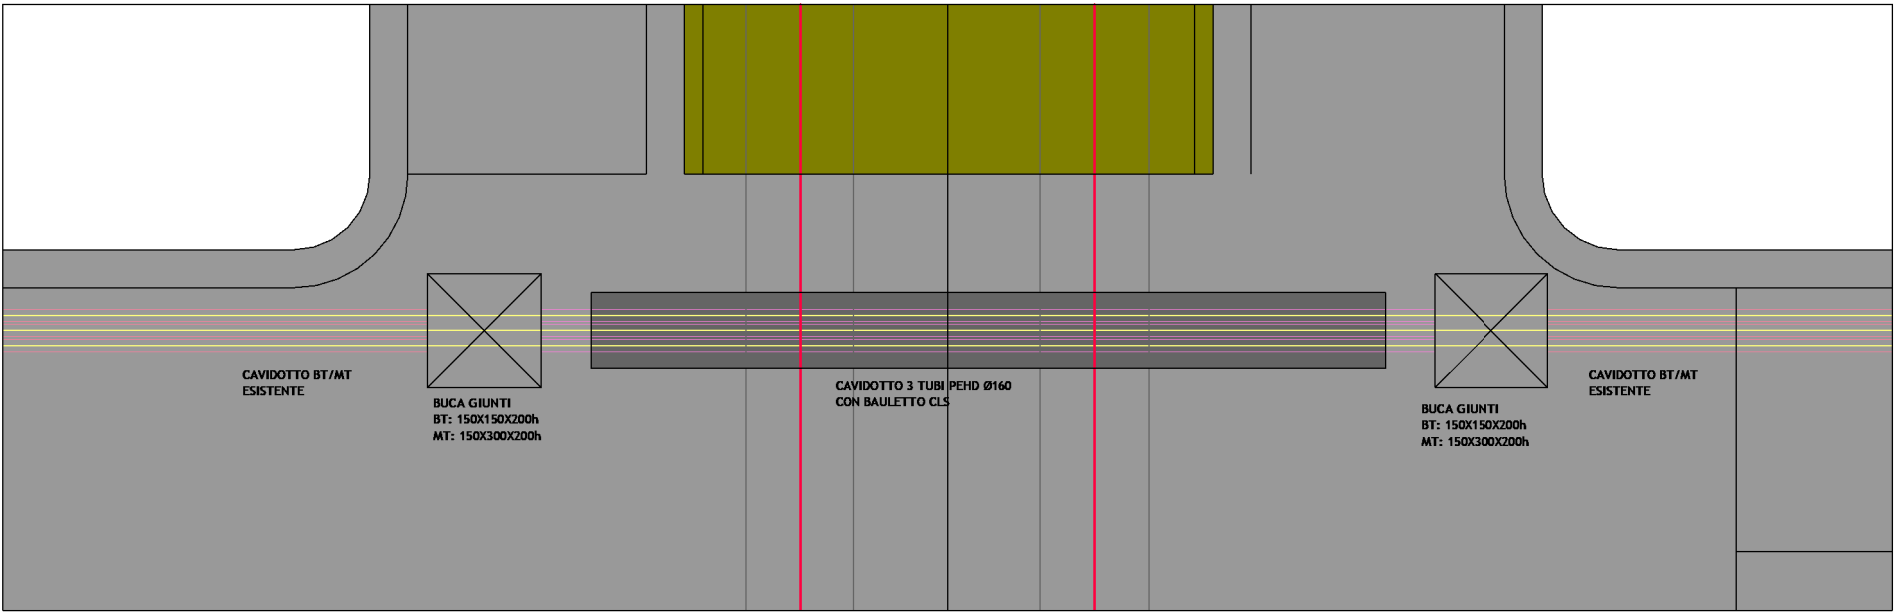 CAVIDOTTO BT/MT
ESISTENTE
BUCA GIUNTI
BT: 150X150X200h
MT: 150X300X200h
CAVIDOTTO 3 TUBI PEHD Ø160
CON BAULETTO CLS
BUCA GIUNTI
BT: 150X150X200h
MT: 150X300X200h
CAVIDOTTO BT/MT
ESISTENTE